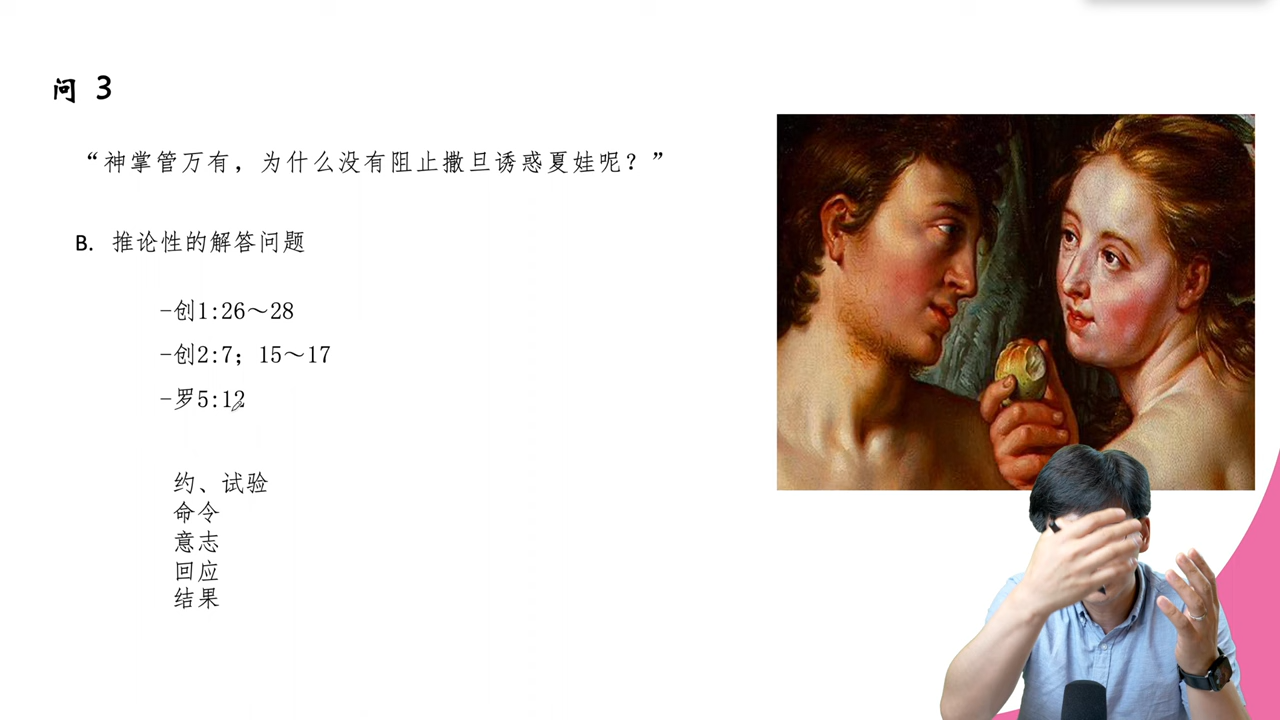 问 3
“神掌管万有，为什么没有阻止撒旦诱惑夏娃呢？”
B. 推论性的解答问题
-创1:26～28
-创2:7; 15～17
-罗5:12
约、试验
命令
意志
回应
结果